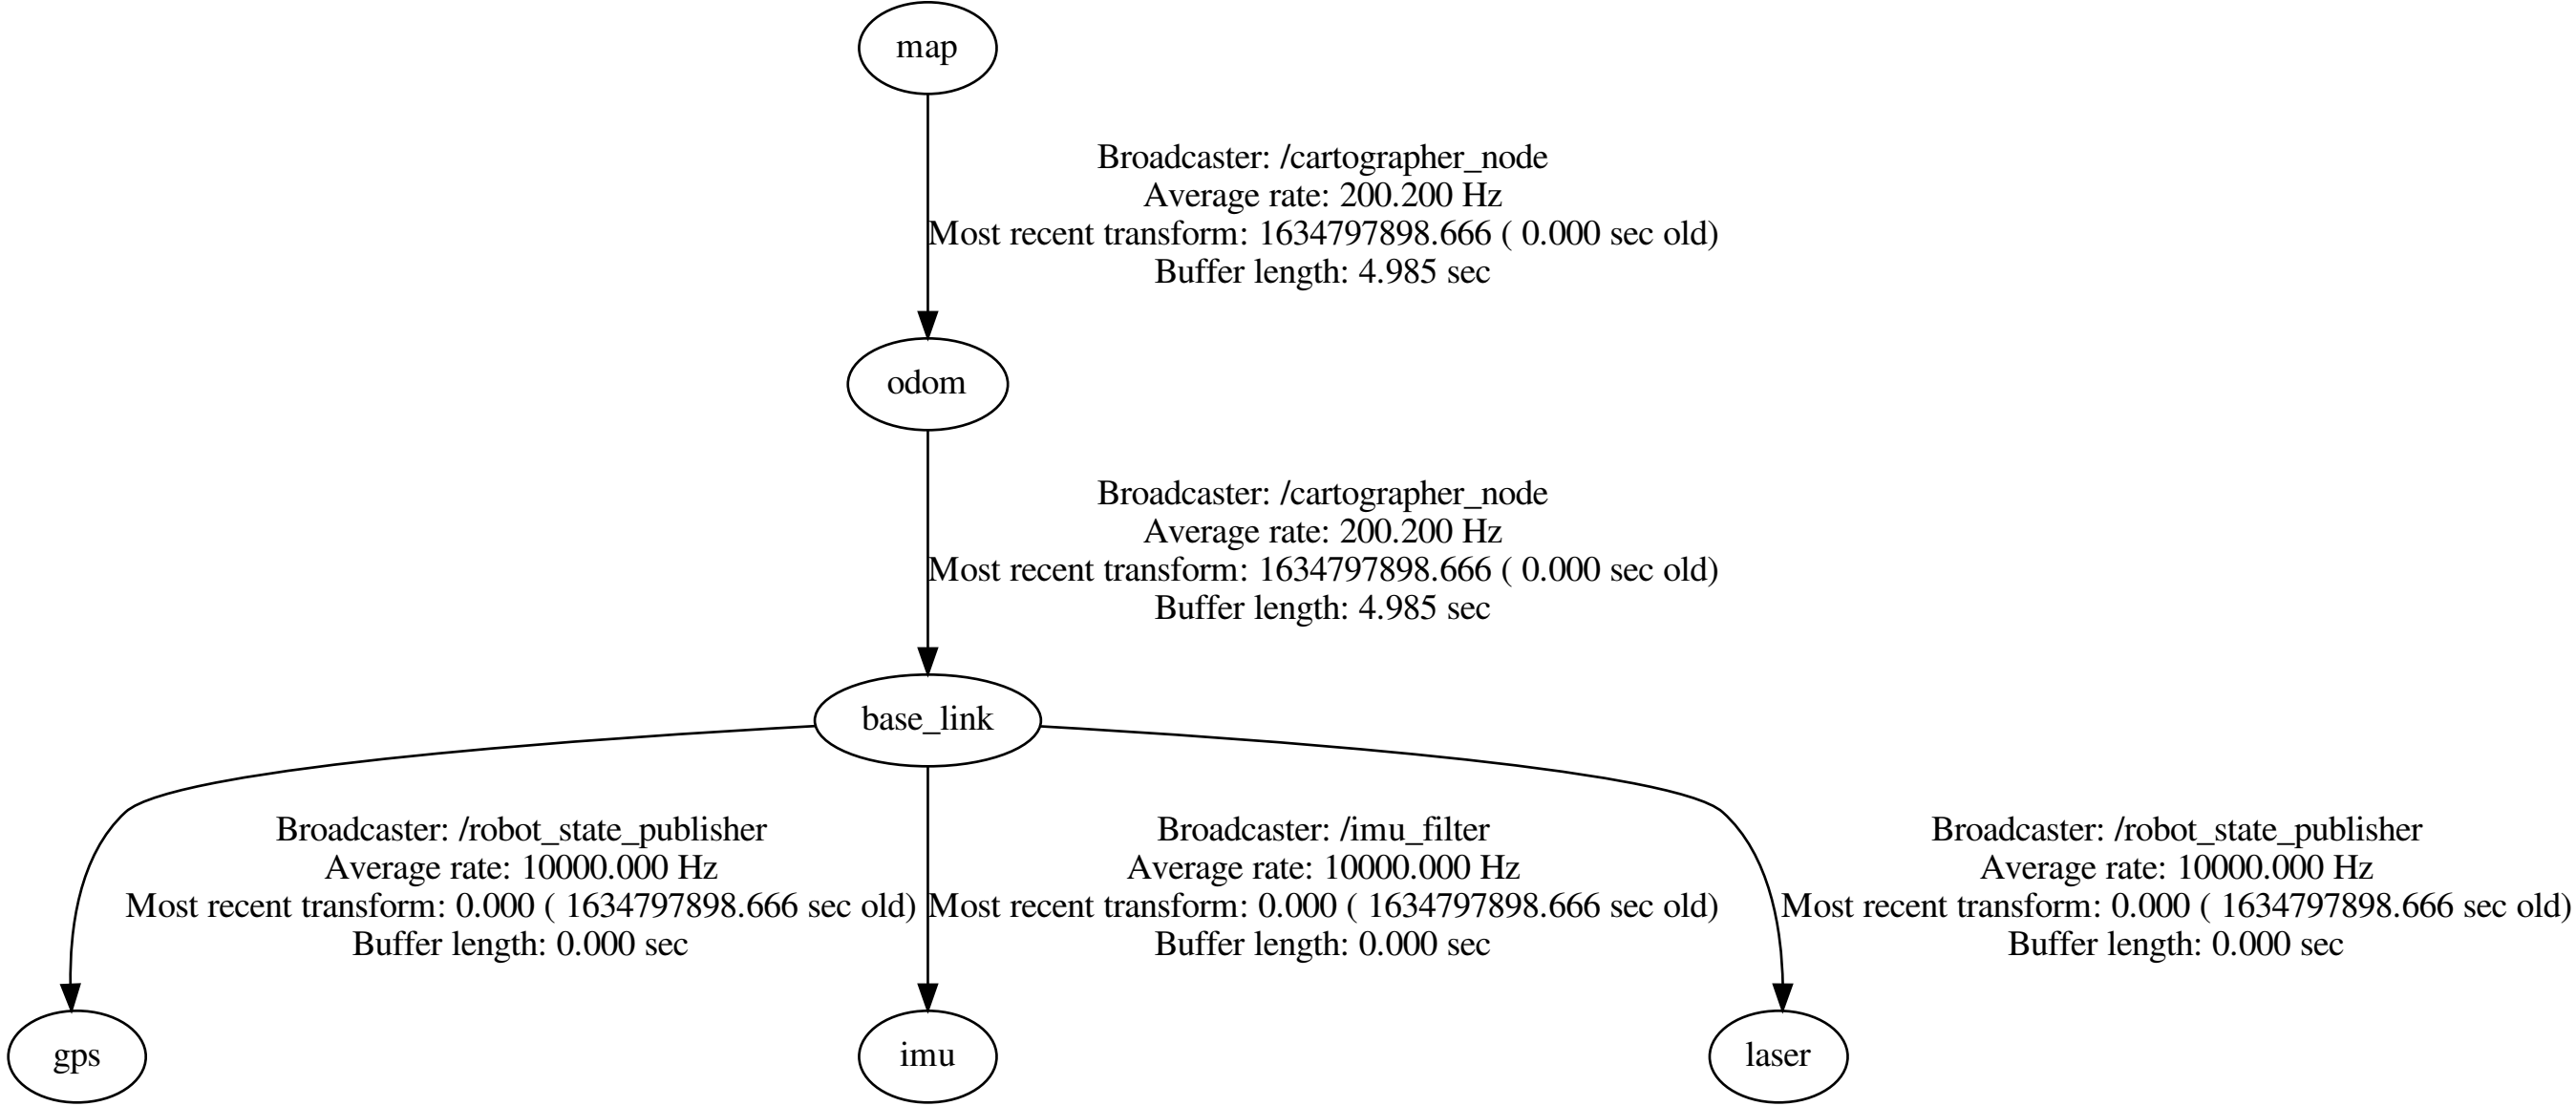 map
Broadcaster: /cartographer_node
Average rate: 200.200 Hz
Most recent transform: 1634797898.666 ( 0.000 sec old)
Buffer length: 4.985 sec
odom
Broadcaster: /cartographer_node
Average rate: 200.200 Hz
Most recent transform: 1634797898.666 ( 0.000 sec old)
Buffer length: 4.985 sec
base_link
Broadcaster: /robot_state_publisher
Average rate: 10000.000 Hz
Most recent transform: 0.000 ( 1634797898.666 sec old)
Buffer length: 0.000 sec
Broadcaster: /imu_filter
Average rate: 10000.000 Hz
Most recent transform: 0.000 ( 1634797898.666 sec old)
Buffer length: 0.000 sec
Broadcaster: /robot_state_publisher
Average rate: 10000.000 Hz
Most recent transform: 0.000 ( 1634797898.666 sec old)
Buffer length: 0.000 sec
gps
imu
laser